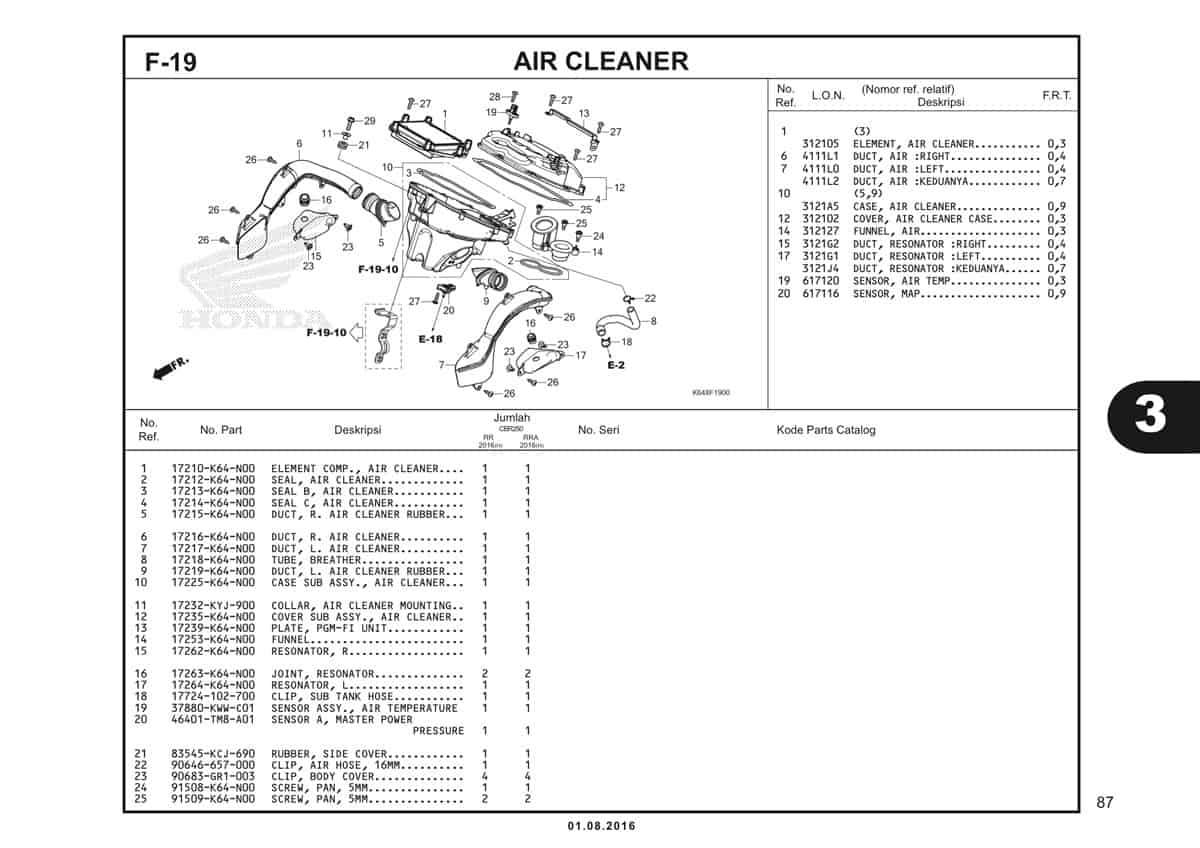 F-19
AIR CLEANER
No. Ref. L.O.N. (Nomor ref. relatif) Deskripsi F.R.T.
1 (3)
3121D5 ELEMENT, AIR CLEANER........... 0,3
6 4111L1 DUCT, AIR :RIGHT............... 0,4
7 4111L0 DUCT, AIR :LEFT................ 0,4
4111L2 DUCT, AIR :KEDUANYA............ 0,7
10 (5,9)
3121A5 CASE, AIR CLEANER.............. 0,9
12 3121D2 COVER, AIR CLEANER CASE........ 0,3
14 312127 FUNNEL, AIR.................... 0,3
15 3121G2 DUCT, RESONATOR :RIGHT......... 0,4
17 3121G1 DUCT, RESONATOR :LEFT.......... 0,4
3121J4 DUCT, RESONATOR :KEDUANYA...... 0,7
19 617120 SENSOR, AIR TEMP............... 0,3
20 617116 SENSOR, MAP.................... 0,9
27
1
28
19
27
13
27
29
11
21
6
26
10
3
27
12
4
16
26
5
23
25
25
24
14
26
15
23
F-19-10
2
9
27
20
22
26
8
F-19-10
E-18
16
23
23
17
18
E-2
7
26
26
HONDA
FR.
K64XF1900
3
No. Ref. No. Part Deskripsi Jumlah No. Seri Kode Parts Catalog
CBR250
RR RRA
2016(IN) 2016(IN)
1 17210-K64-N00 ELEMENT COMP., AIR CLEANER.... 1 1
2 17212-K64-N00 SEAL, AIR CLEANER............. 1 1
3 17213-K64-N00 SEAL B, AIR CLEANER........... 1 1
4 17214-K64-N00 SEAL C, AIR CLEANER........... 1 1
5 17215-K64-N00 DUCT, R. AIR CLEANER RUBBER... 1 1
6 17216-K64-N00 DUCT, R. AIR CLEANER.......... 1 1
7 17217-K64-N00 DUCT, L. AIR CLEANER.......... 1 1
8 17218-K64-N00 TUBE, BREATHER................ 1 1
9 17219-K64-N00 DUCT, L. AIR CLEANER RUBBER... 1 1
10 17225-K64-N00 CASE SUB ASSY., AIR CLEANER... 1 1
11 17232-KYJ-900 COLLAR, AIR CLEANER MOUNTING.. 1 1
12 17235-K64-N00 COVER SUB ASSY., AIR CLEANER.. 1 1
13 17239-K64-N00 PLATE, PGM-FI UNIT............ 1 1
14 17253-K64-N00 FUNNEL........................ 1 1
15 17262-K64-N00 RESONATOR, R.................. 1 1
16 17263-K64-N00 JOINT, RESONATOR.............. 2 2
17 17264-K64-N00 RESONATOR, L.................. 1 1
18 17724-102-700 CLIP, SUB TANK HOSE........... 1 1
19 37880-KWW-C01 SENSOR ASSY., AIR TEMPERATURE 1 1
20 46401-TM8-A01 SENSOR A, MASTER POWER
PRESSURE 1 1
21 83545-KCJ-690 RUBBER, SIDE COVER............ 1 1
22 90646-657-000 CLIP, AIR HOSE, 16MM.......... 1 1
23 90683-GR1-003 CLIP, BODY COVER.............. 4 4
24 91508-K64-N00 SCREW, PAN, 5MM............... 1 1
25 91509-K64-N00 SCREW, PAN, 5MM............... 2 2
87
01.08.2016